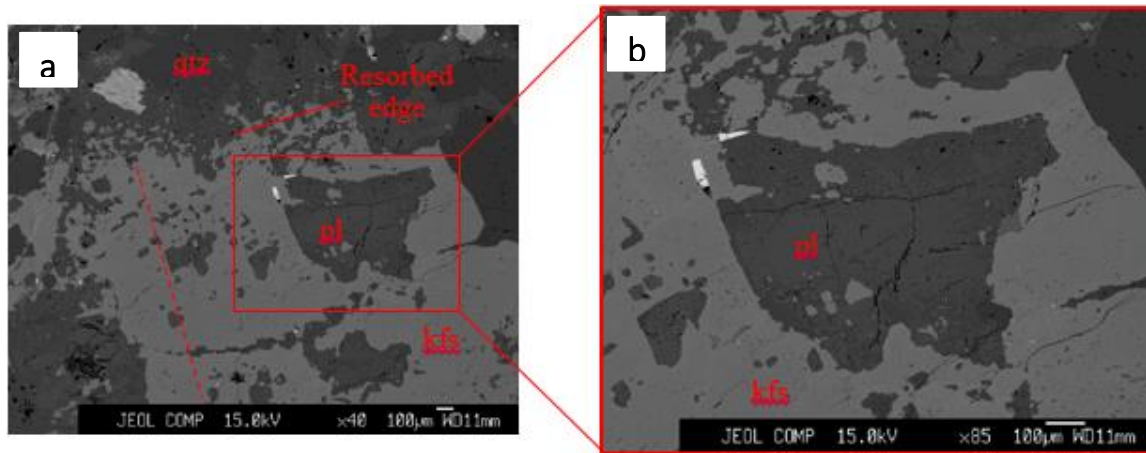 a
qtz
Resorbed
edge
pl
kfs
JEOL COMP 15.0kV ×40 100μm WD11mm
b
pl
kfs
JEOL COMP 15.0kV ×85 100μm WD11mm